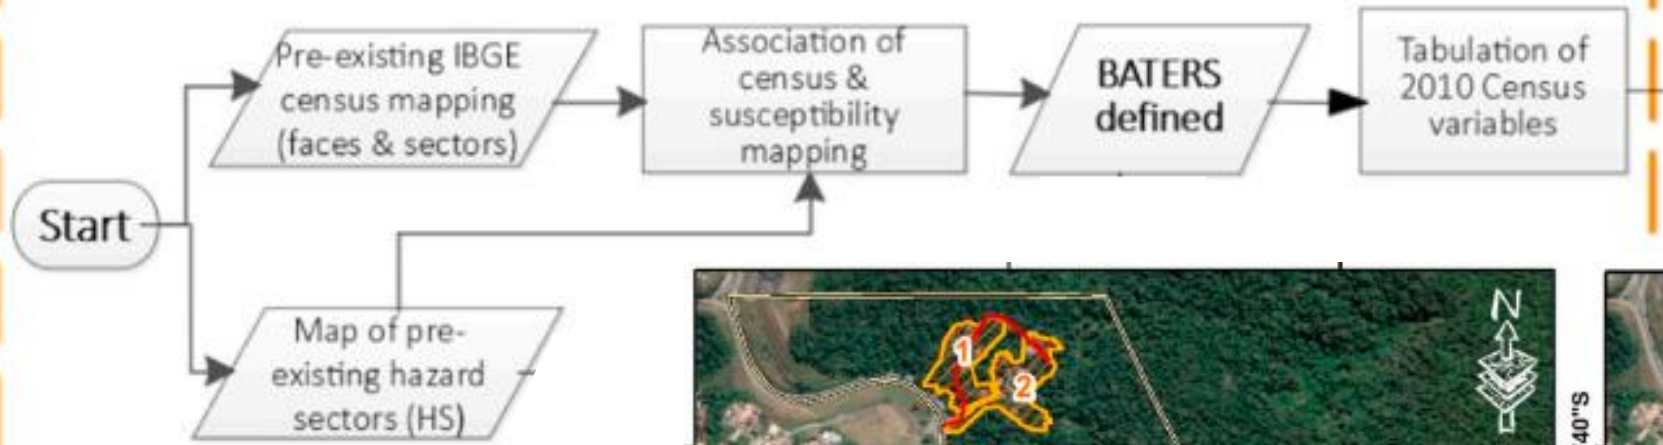 Pre-existing IBGE
census mapping
(faces & sectors)
Association of
census &
susceptibility
mapping
BATERS
defined
Tabulation of
2010 Census
variables
Start
Map of pre-
existing hazard
sectors (HS)
1
2
N
40"S